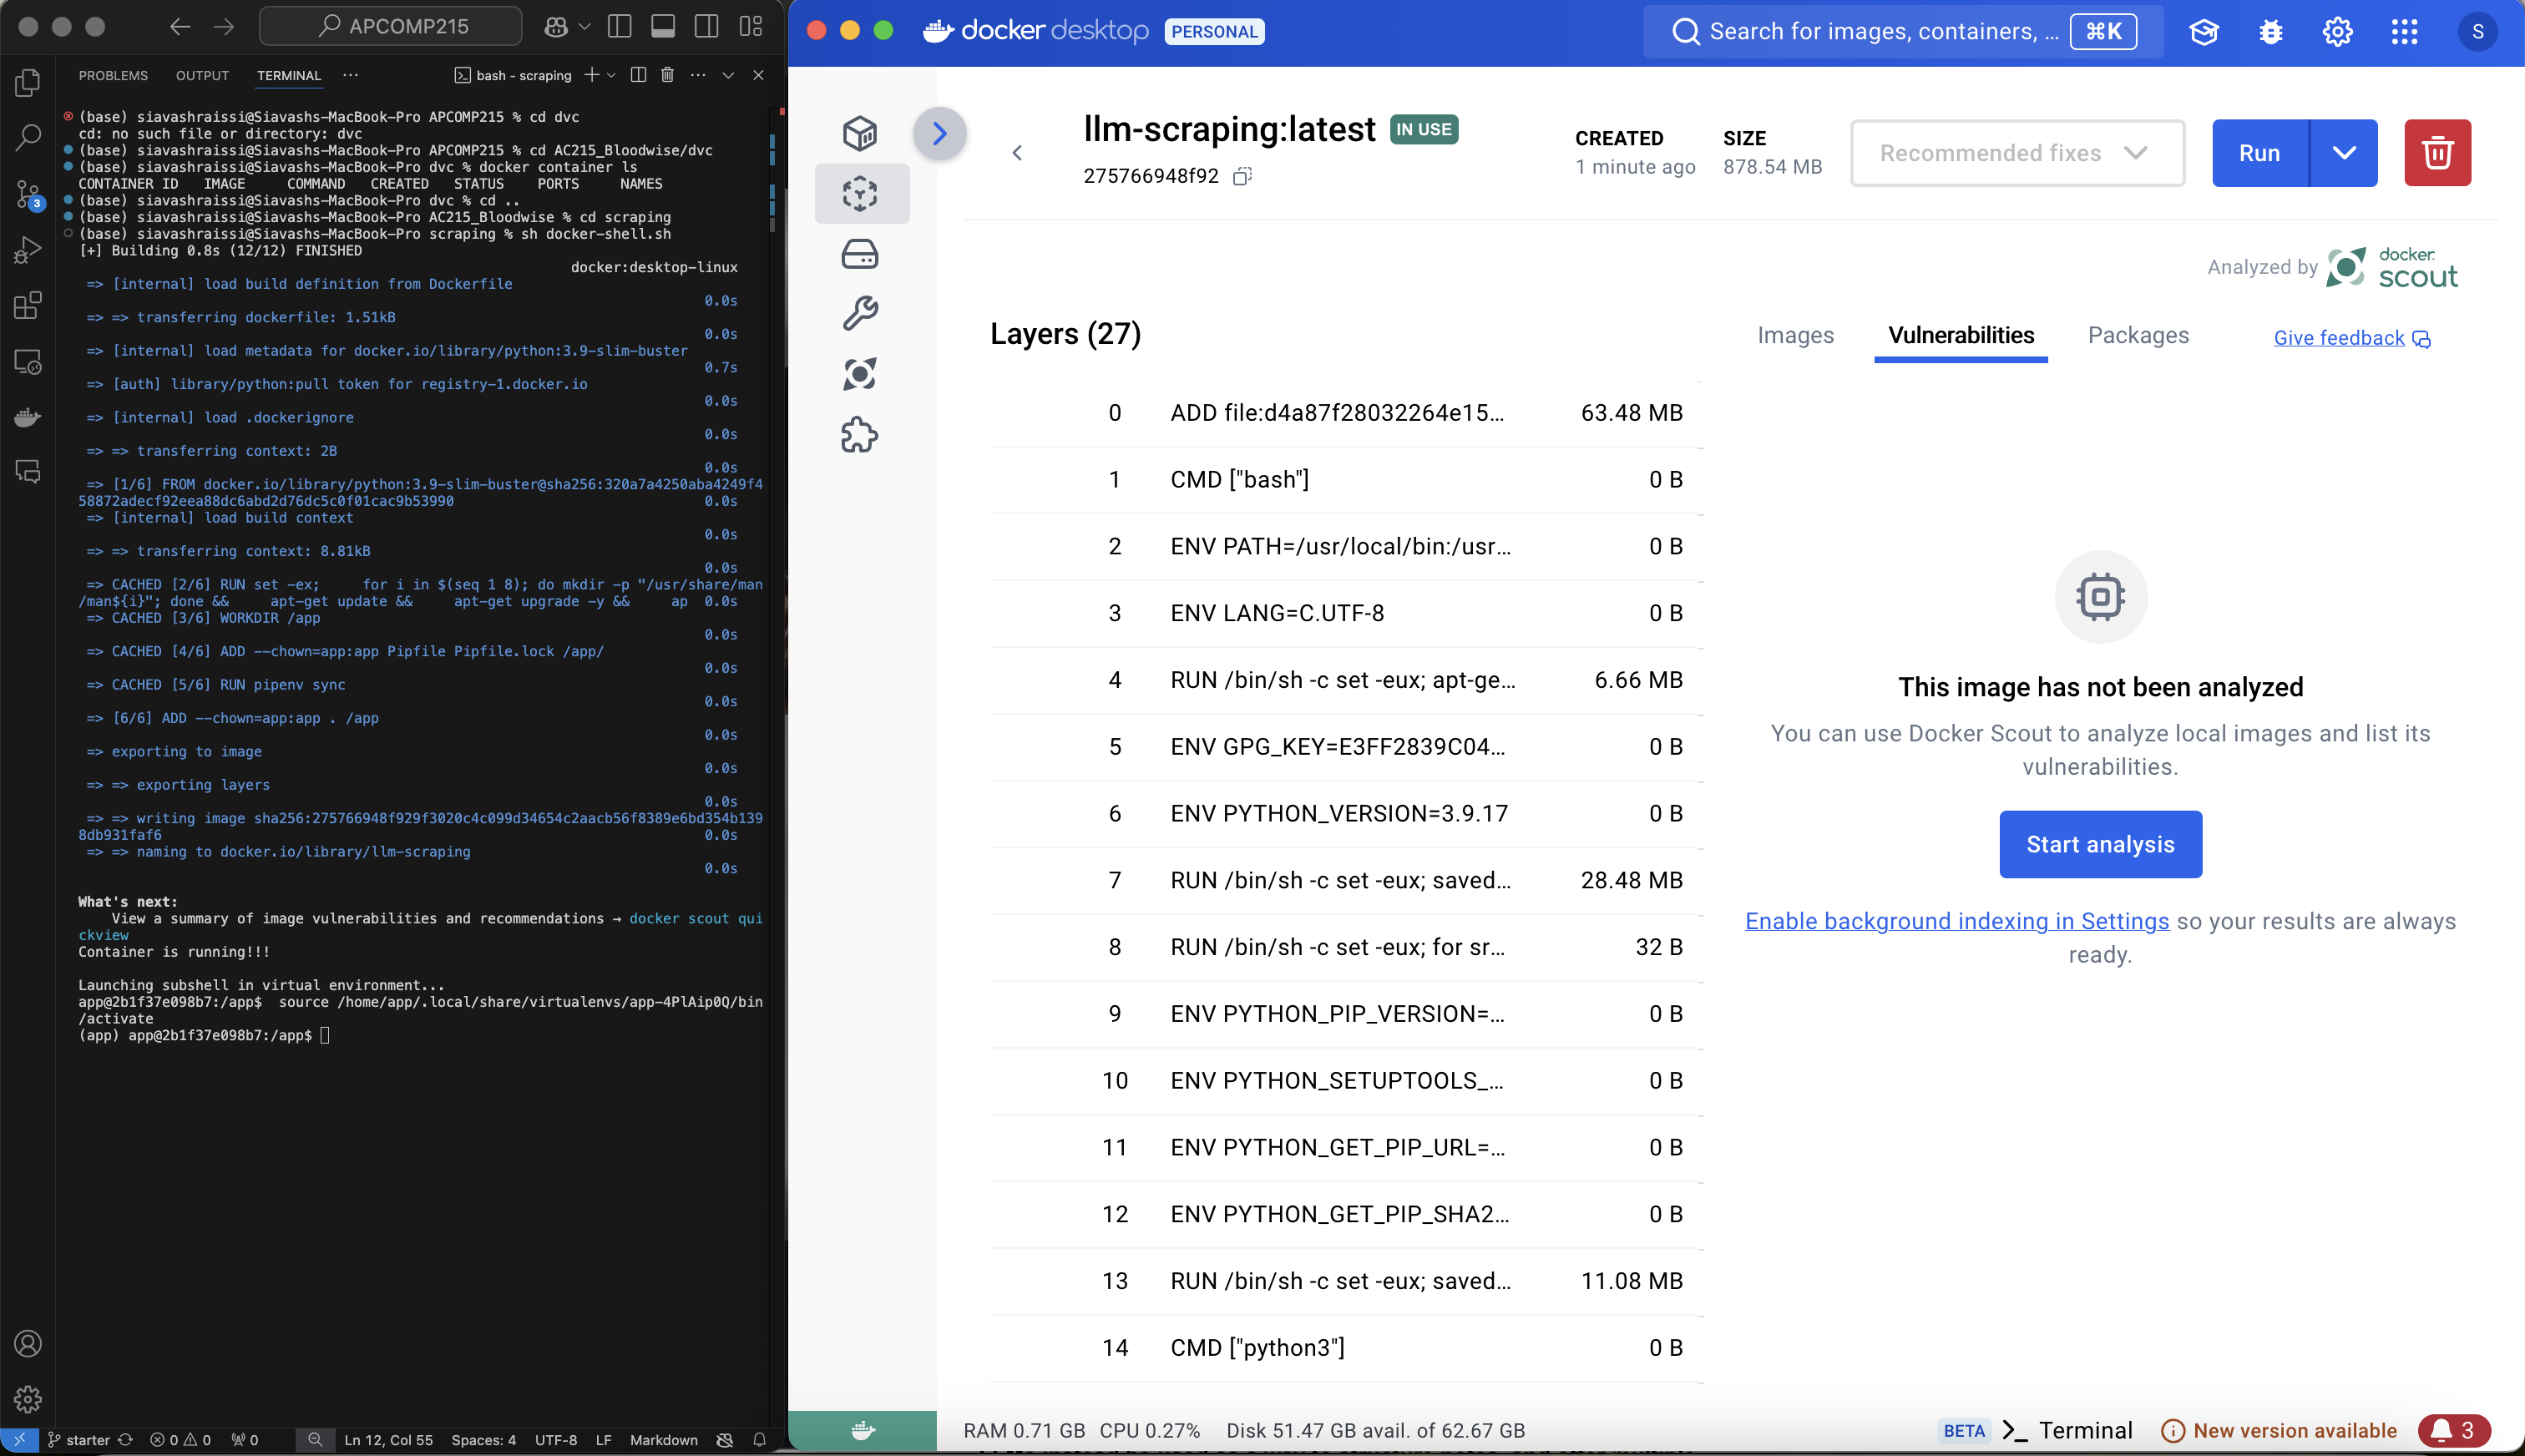 APCOMP215
PROBLEMS OUTPUT TERMINAL ··· bash - scraping
(base) siavashraissi@Siavashs-MacBook-Pro APCOMP215 % cd dvc
cd: no such file or directory: dvc
(base) siavashraissi@Siavashs-MacBook-Pro APCOMP215 % cd AC215_Bloodwise/dvc
(base) siavashraissi@Siavashs-MacBook-Pro dvc % docker container ls
CONTAINER ID IMAGE COMMAND CREATED STATUS PORTS NAMES
(base) siavashraissi@Siavashs-MacBook-Pro dvc % cd ..
(base) siavashraissi@Siavashs-MacBook-Pro AC215_Bloodwise % cd scraping
(base) siavashraissi@Siavashs-MacBook-Pro scraping % sh docker-shell.sh
[+] Building 0.8s (12/12) FINISHED
docker:desktop-linux
=> [internal] load build definition from Dockerfile
0.0s
=> => transferring dockerfile: 1.51kB
0.0s
=> [internal] load metadata for docker.io/library/python:3.9-slim-buster
0.7s
=> [auth] library/python:pull token for registry-1.docker.io
0.0s
=> [internal] load .dockerignore
0.0s
=> => transferring context: 2B
0.0s
=> [1/6] FROM docker.io/library/python:3.9-slim-buster@sha256:320a7a4250aba4249f4
58872adecf92eea88dc6abd2d76dc5c0f01cac9b53990 0.0s
=> [internal] load build context
0.0s
=> => transferring context: 8.81kB
0.0s
=> CACHED [2/6] RUN set -ex; for i in $(seq 1 8); do mkdir -p "/usr/share/man
/man${i}"; done && apt-get update && apt-get upgrade -y && ap 0.0s
=> CACHED [3/6] WORKDIR /app
0.0s
=> CACHED [4/6] ADD --chown=app:app Pipfile Pipfile.lock /app/
0.0s
=> CACHED [5/6] RUN pipenv sync
0.0s
=> [6/6] ADD --chown=app:app . /app
0.0s
=> exporting to image
0.0s
=> => exporting layers
0.0s
=> => writing image sha256:275766948f929f3020c4c099d34654c2aacb56f8389e6bd354b139
8db931faf6 0.0s
=> => naming to docker.io/library/llm-scraping
0.0s
What's next:
View a summary of image vulnerabilities and recommendations → docker scout qui
ckview
Container is running!!!
Launching subshell in virtual environment...
app@2b1f37e098b7:/app$ source /home/app/.local/share/virtualenvs/app-4PlAip0Q/bin
/activate
(app) app@2b1f37e098b7:/app$
3
starter 0 0 0 Ln 12, Col 55 Spaces: 4 UTF-8 LF Markdown
docker desktop PERSONAL Search for images, containers, ... ⌘K S
llm-scraping:latest IN USE
275766948f92
CREATED
1 minute ago
SIZE
878.54 MB
Recommended fixes
Run
Analyzed by docker scout
Layers (27)
Images Vulnerabilities Packages Give feedback
0 ADD file:d4a87f28032264e15... 63.48 MB
1 CMD ["bash"] 0 B
2 ENV PATH=/usr/local/bin:/usr... 0 B
3 ENV LANG=C.UTF-8 0 B
4 RUN /bin/sh -c set -eux; apt-ge... 6.66 MB
5 ENV GPG_KEY=E3FF2839C04... 0 B
6 ENV PYTHON_VERSION=3.9.17 0 B
7 RUN /bin/sh -c set -eux; saved... 28.48 MB
8 RUN /bin/sh -c set -eux; for sr... 32 B
9 ENV PYTHON_PIP_VERSION=... 0 B
10 ENV PYTHON_SETUPTOOLS_... 0 B
11 ENV PYTHON_GET_PIP_URL=... 0 B
12 ENV PYTHON_GET_PIP_SHA2... 0 B
13 RUN /bin/sh -c set -eux; saved... 11.08 MB
14 CMD ["python3"] 0 B
This image has not been analyzed
You can use Docker Scout to analyze local images and list its
vulnerabilities.
Start analysis
Enable background indexing in Settings so your results are always
ready.
RAM 0.71 GB CPU 0.27% Disk 51.47 GB avail. of 62.67 GB BETA Terminal New version available 3